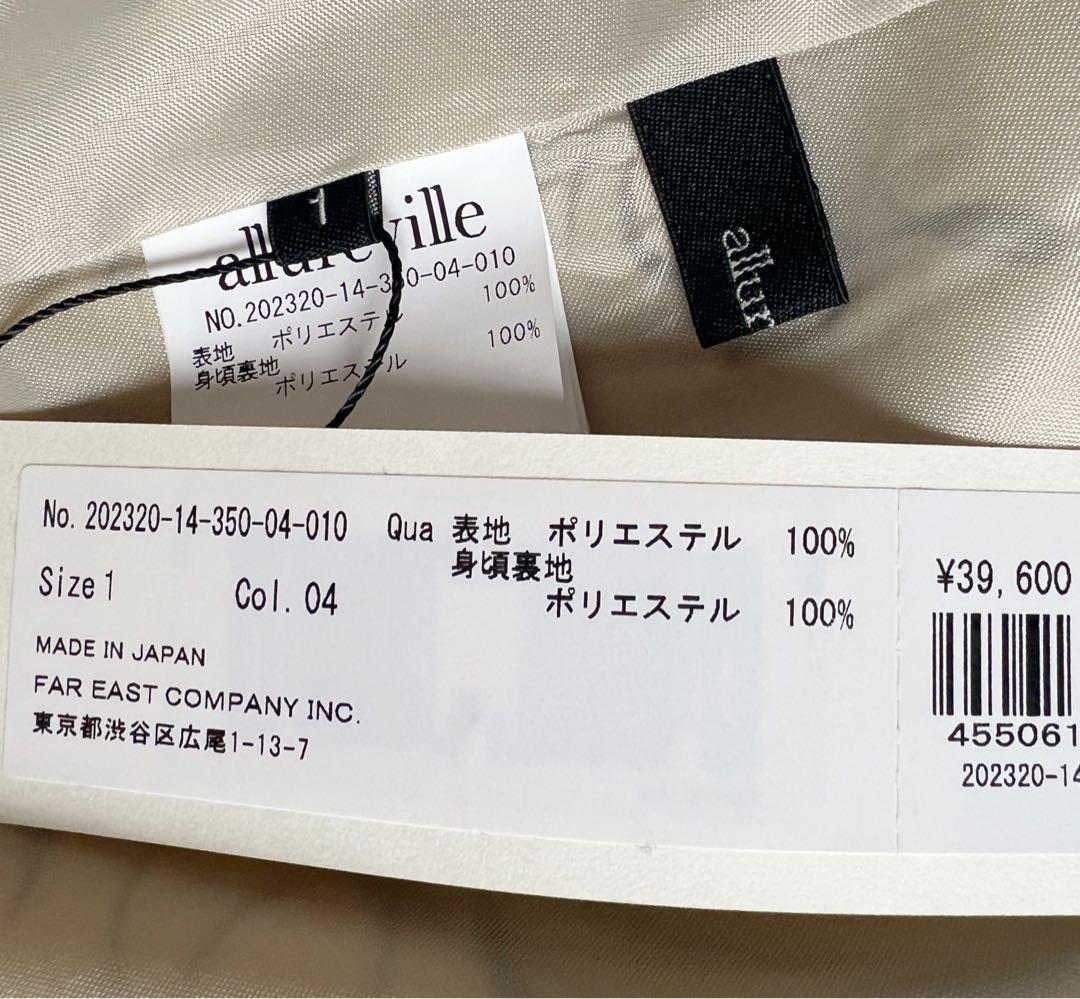 1
allureville
NO.202320-14-350-04-010
表地 ポリエステル 100%
身頃裏地
ポリエステル 100%
allur
No. 202320-14-350-04-010 Qua 表地 ポリエステル 100%
身頃裏地
Size 1 Col. 04 ポリエステル 100%
MADE IN JAPAN
FAR EAST COMPANY INC.
東京都渋谷区広尾1-13-7
¥39,600
455061
202320-14